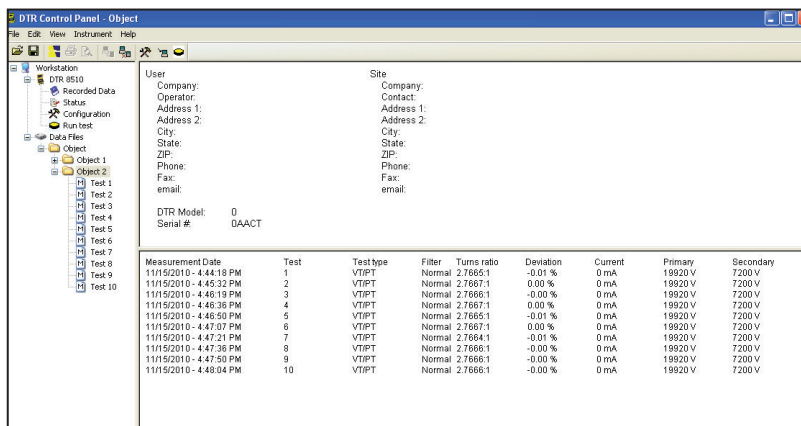 DTR Control Panel - Object
File Edit View Instrument Help
Workstation
DTR 8510
Recorded Data
Status
Configuration
Run test
Data Files
Object
Object 1
Object 2
Test 1
Test 2
Test 3
Test 4
Test 5
Test 6
Test 7
Test 8
Test 9
Test 10
User
Company:
Operator:
Address 1:
Address 2:
City:
State:
ZIP:
Phone:
Fax:
email:
DTR Model: 0
Serial #: 0AACT
Site
Company:
Contact:
Address 1:
Address 2:
City:
State:
ZIP:
Phone:
Fax:
email:
Measurement Date Test Test type Filter Turns ratio Deviation Current Primary Secondary
11/15/2010 - 4:44:18 PM 1 VT/PT Normal 2.7665:1 -0.01 % 0 mA 19920 V 7200 V
11/15/2010 - 4:45:32 PM 2 VT/PT Normal 2.7667:1 0.00 % 0 mA 19920 V 7200 V
11/15/2010 - 4:46:19 PM 3 VT/PT Normal 2.7666:1 -0.00 % 0 mA 19920 V 7200 V
11/15/2010 - 4:46:36 PM 4 VT/PT Normal 2.7667:1 0.00 % 0 mA 19920 V 7200 V
11/15/2010 - 4:46:50 PM 5 VT/PT Normal 2.7665:1 -0.01 % 0 mA 19920 V 7200 V
11/15/2010 - 4:47:07 PM 6 VT/PT Normal 2.7667:1 0.00 % 0 mA 19920 V 7200 V
11/15/2010 - 4:47:21 PM 7 VT/PT Normal 2.7664:1 -0.01 % 0 mA 19920 V 7200 V
11/15/2010 - 4:47:36 PM 8 VT/PT Normal 2.7666:1 -0.00 % 0 mA 19920 V 7200 V
11/15/2010 - 4:47:50 PM 9 VT/PT Normal 2.7666:1 -0.00 % 0 mA 19920 V 7200 V
11/15/2010 - 4:48:04 PM 10 VT/PT Normal 2.7666:1 -0.00 % 0 mA 19920 V 7200 V